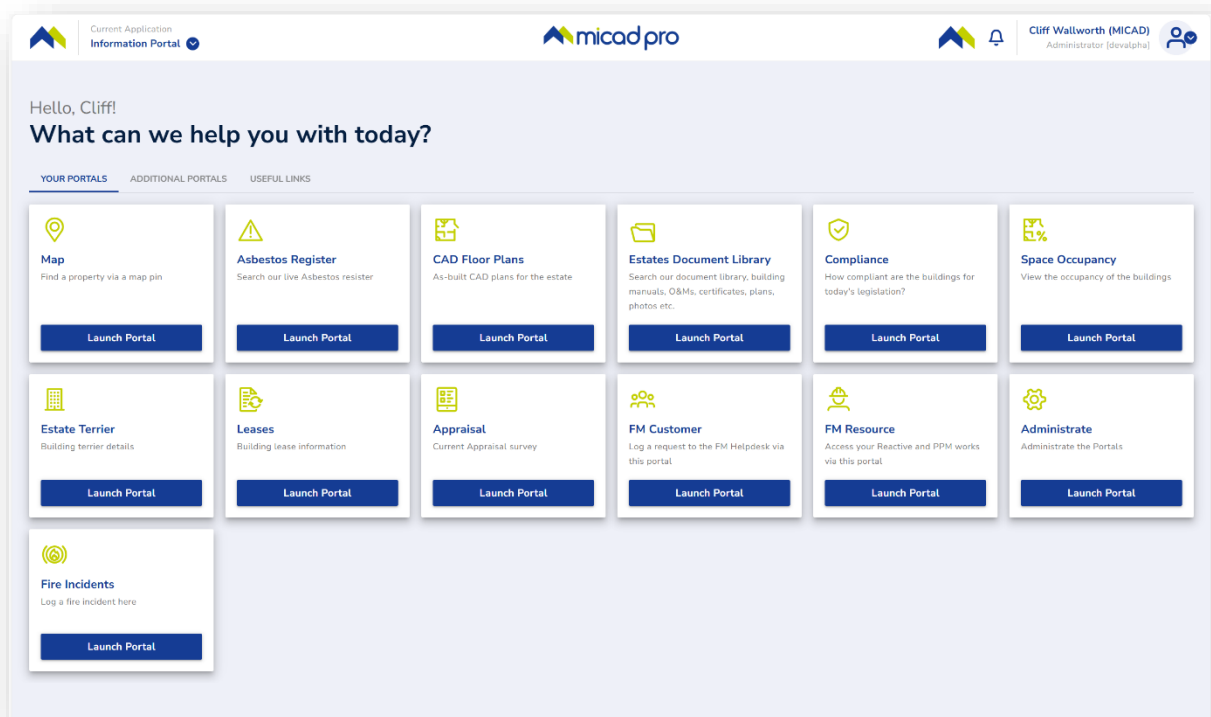 Current Application
Information Portal
micad pro
Cliff Wallworth (MICAD)
Administrator [devalpha]
Hello, Cliff!
What can we help you with today?
YOUR PORTALS
ADDITIONAL PORTALS
USEFUL LINKS
Map
Find a property via a map pin
Launch Portal
Asbestos Register
Search our live Asbestos resister
Launch Portal
CAD Floor Plans
As-built CAD plans for the estate
Launch Portal
Estates Document Library
Search our document library, building
manuals, O&Ms, certificates, plans,
photos etc.
Launch Portal
Compliance
How compliant are the buildings for
today's legislation?
Launch Portal
Space Occupancy
View the occupancy of the buildings
Launch Portal
Estate Terrier
Building terrier details
Launch Portal
Leases
Building lease information
Launch Portal
Appraisal
Current Appraisal survey
Launch Portal
FM Customer
Log a request to the FM Helpdesk via
this portal
Launch Portal
FM Resource
Access your Reactive and PPM works
via this portal
Launch Portal
Administrate
Administrate the Portals
Launch Portal
Fire Incidents
Log a fire incident here
Launch Portal